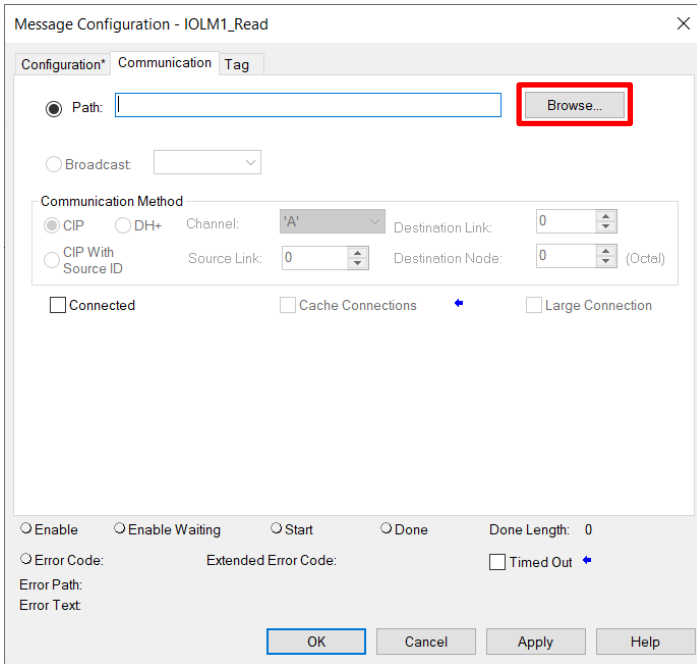 Message Configuration - IOLM1_Read
Configuration* Communication Tag
Path: Browse...
Broadcast:
Communication Method
CIP DH+ Channel: 'A' Destination Link: 0
CIP With
Source ID Source Link: 0 Destination Node: 0 (Octal)
Connected Cache Connections Large Connection
Enable Enable Waiting Start Done Done Length: 0
Error Code: Extended Error Code: Timed Out
Error Path:
Error Text:
OK Cancel Apply Help